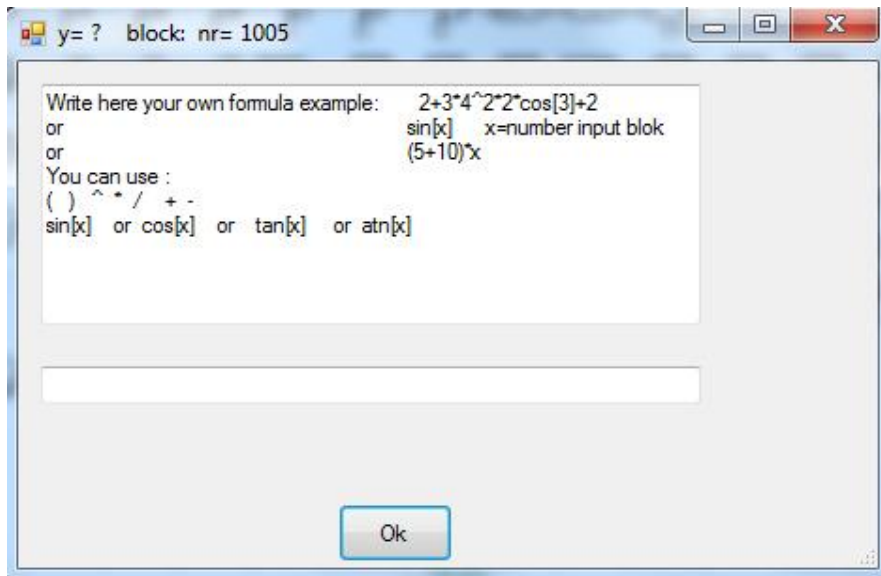 y= ? block: nr= 1005
Write here your own formula example: 2+3*4^2*2*cos[3]+2
or sin[x] x=number input blok
or (5+10)*x
You can use :
( ) ^ * / + -
sin[x] or cos[x] or tan[x] or atn[x]
Ok